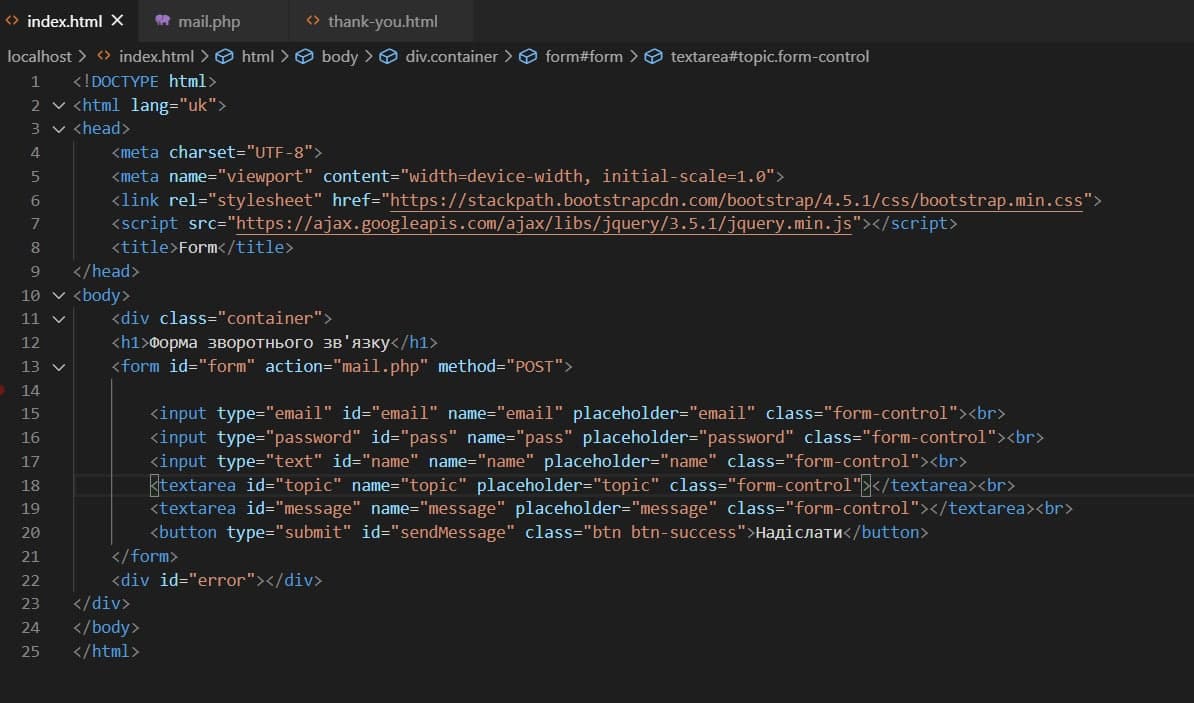 index.html
mail.php
thank-you.html
localhost > index.html > html > body > div.container > form#form > textarea#topic.form-control
1 <!DOCTYPE html>
2 <html lang="uk">
3 <head>
4 <meta charset="UTF-8">
5 <meta name="viewport" content="width=device-width, initial-scale=1.0">
6 <link rel="stylesheet" href="https://stackpath.bootstrapcdn.com/bootstrap/4.5.1/css/bootstrap.min.css">
7 <script src="https://ajax.googleapis.com/ajax/libs/jquery/3.5.1/jquery.min.js"></script>
8 <title>Form</title>
9 </head>
10 <body>
11 <div class="container">
12 <h1>Форма зворотнього зв'язку</h1>
13 <form id="form" action="mail.php" method="POST">
14
15 <input type="email" id="email" name="email" placeholder="email" class="form-control"><br>
16 <input type="password" id="pass" name="pass" placeholder="password" class="form-control"><br>
17 <input type="text" id="name" name="name" placeholder="name" class="form-control"><br>
18 <textarea id="topic" name="topic" placeholder="topic" class="form-control"></textarea><br>
19 <textarea id="message" name="message" placeholder="message" class="form-control"></textarea><br>
20 <button type="submit" id="sendMessage" class="btn btn-success">Надіслати</button>
21 </form>
22 <div id="error"></div>
23 </div>
24 </body>
25 </html>